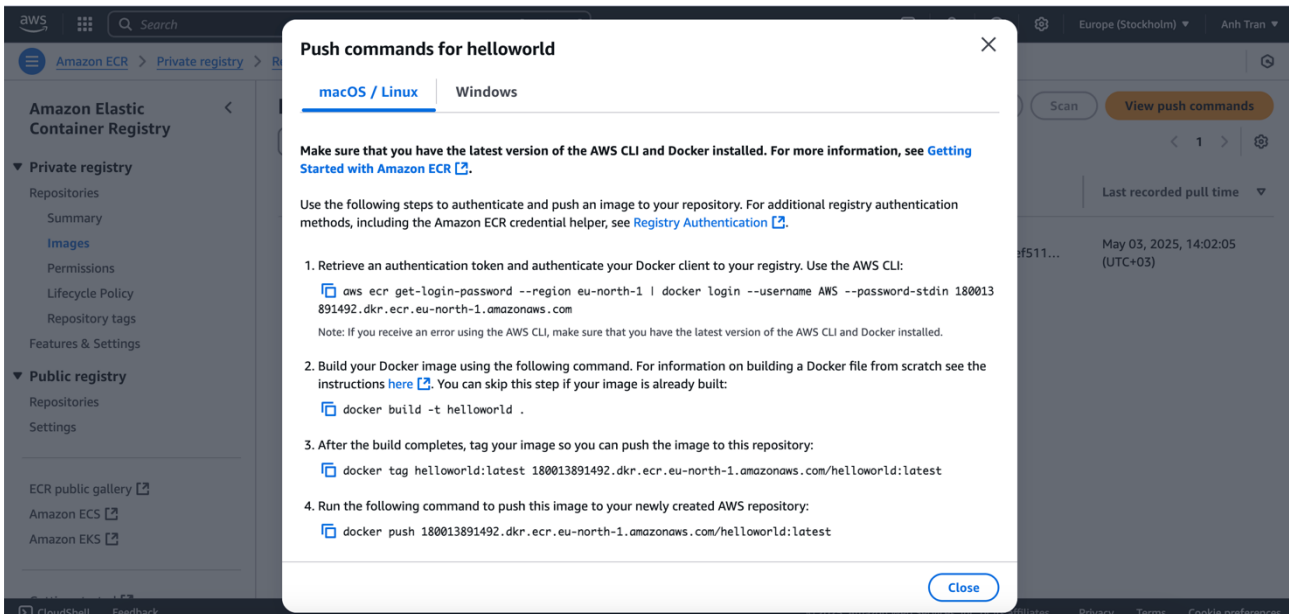 aws
Search
Europe (Stockholm)
Anh Tran
Amazon ECR
Private registry
Amazon Elastic
Container Registry
Private registry
Repositories
Summary
Images
Permissions
Lifecycle Policy
Repository tags
Features & Settings
Public registry
Repositories
Settings
ECR public gallery
Amazon ECS
Amazon EKS
CloudShell
Feedback
Push commands for helloworld
macOS / Linux
Windows
Make sure that you have the latest version of the AWS CLI and Docker installed. For more information, see Getting
Started with Amazon ECR.
Use the following steps to authenticate and push an image to your repository. For additional registry authentication
methods, including the Amazon ECR credential helper, see Registry Authentication.
1. Retrieve an authentication token and authenticate your Docker client to your registry. Use the AWS CLI:
aws ecr get-login-password --region eu-north-1 | docker login --username AWS --password-stdin 180013
891492.dkr.ecr.eu-north-1.amazonaws.com
Note: If you receive an error using the AWS CLI, make sure that you have the latest version of the AWS CLI and Docker installed.
2. Build your Docker image using the following command. For information on building a Docker file from scratch see the
instructions here. You can skip this step if your image is already built:
docker build -t helloworld .
3. After the build completes, tag your image so you can push the image to this repository:
docker tag helloworld:latest 180013891492.dkr.ecr.eu-north-1.amazonaws.com/helloworld:latest
4. Run the following command to push this image to your newly created AWS repository:
docker push 180013891492.dkr.ecr.eu-north-1.amazonaws.com/helloworld:latest
Close
Scan
View push commands
1
Last recorded pull time
ef511...
May 03, 2025, 14:02:05
(UTC+03)
Privacy
Terms
Cookie preferences